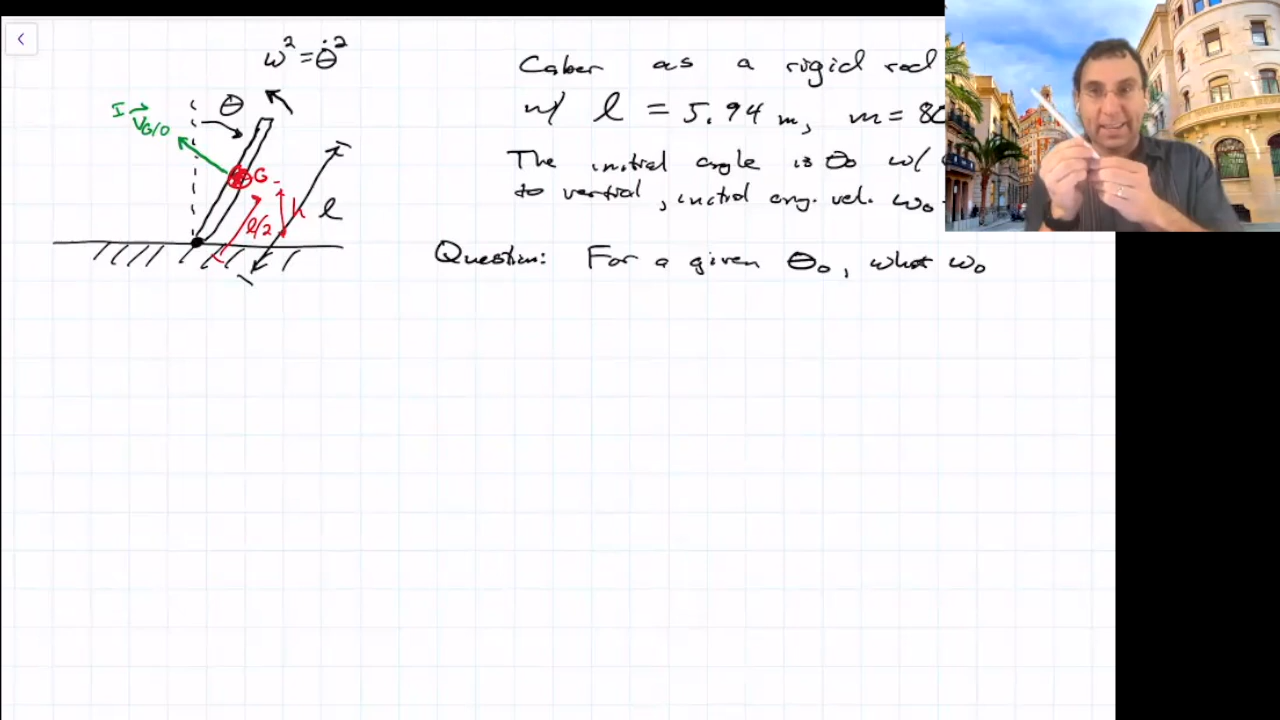 ω² = θ̇²
θ
I v⃗ G/O
G
h
l/2
l
Caber as a rigid rod
w/ l = 5.94 m, m = 80
The initial angle is θ₀ w/
to vertical, initial ang. vel. ω₀
Question: For a given θ₀, what ω₀